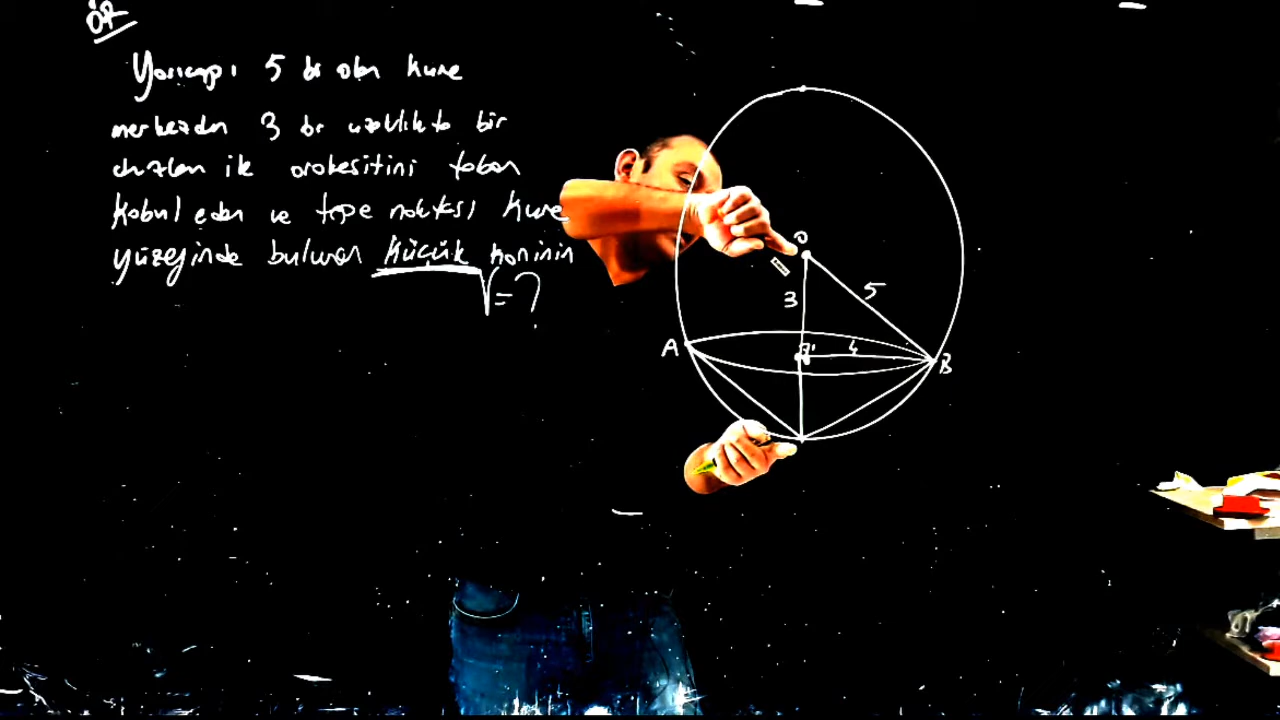 ÖR
Yarıçapı 5 br olan küre
merkezden 3 br uzaklıkta bir
düzlem ile arakesitini taban
kabul eden ve tepe noktası küre
yüzeyinde bulunan küçük koninin
V=?
O
3
5
4
A
B